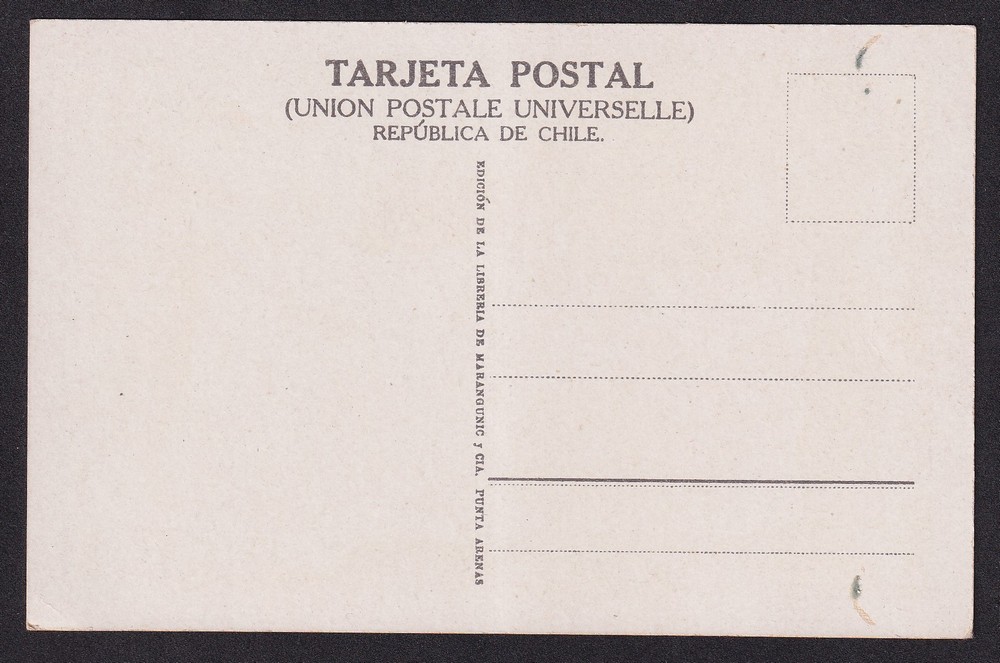 TARJETA POSTAL
(UNION POSTALE UNIVERSELLE)
REPÚBLICA DE CHILE.
EDICIÓN DE LA LIBRERIA DE MARANGUNIC y CIA. PUNTA ARENAS